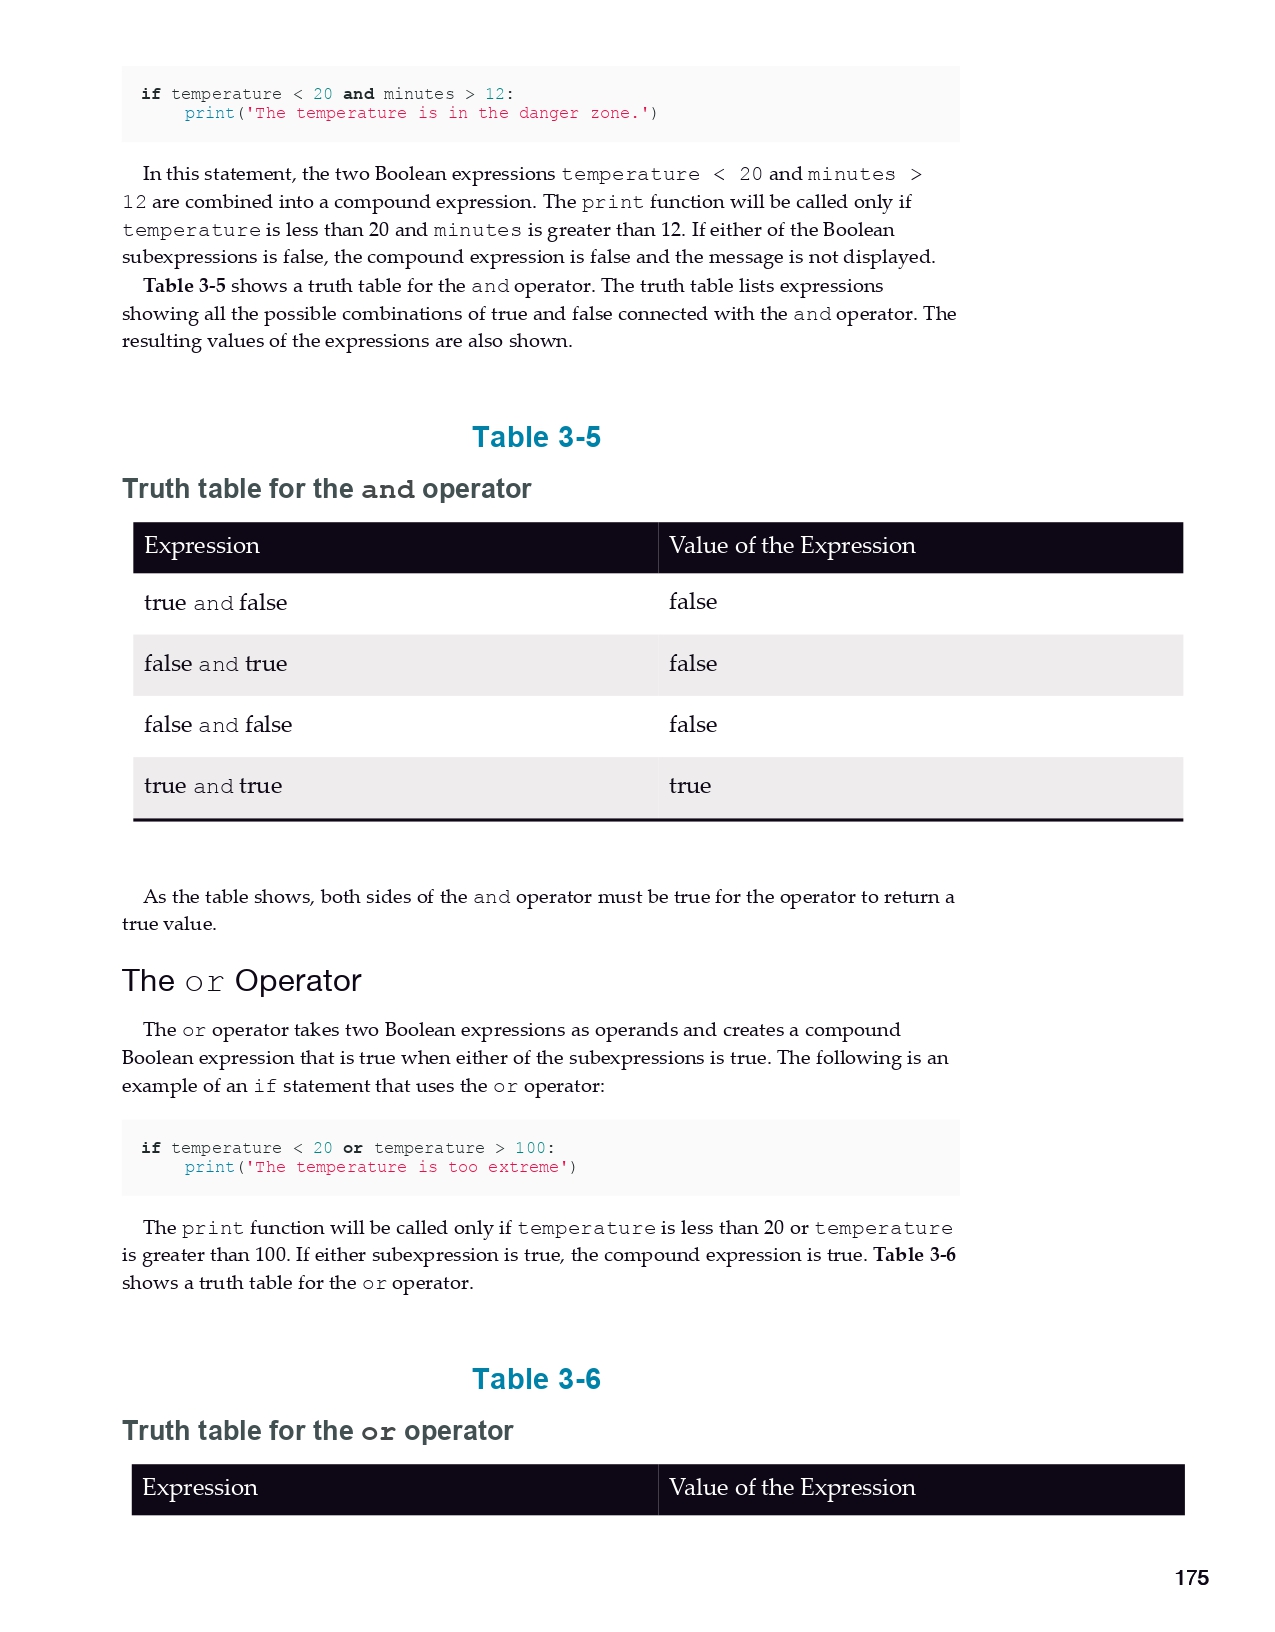 if temperature < 20 and minutes > 12:
print('The temperature is in the danger zone.')
In this statement, the two Boolean expressions temperature < 20 and minutes >
12 are combined into a compound expression. The print function will be called only if
temperature is less than 20 and minutes is greater than 12. If either of the Boolean
subexpressions is false, the compound expression is false and the message is not displayed.
Table 3-5 shows a truth table for the and operator. The truth table lists expressions
showing all the possible combinations of true and false connected with the and operator. The
resulting values of the expressions are also shown.
Table 3-5
Truth table for the and operator
Expression Value of the Expression
true and false false
false and true false
false and false false
true and true true
As the table shows, both sides of the and operator must be true for the operator to return a
true value.
The or Operator
The or operator takes two Boolean expressions as operands and creates a compound
Boolean expression that is true when either of the subexpressions is true. The following is an
example of an if statement that uses the or operator:
if temperature < 20 or temperature > 100:
print('The temperature is too extreme')
The print function will be called only if temperature is less than 20 or temperature
is greater than 100. If either subexpression is true, the compound expression is true. Table 3-6
shows a truth table for the or operator.
Table 3-6
Truth table for the or operator
Expression Value of the Expression
175